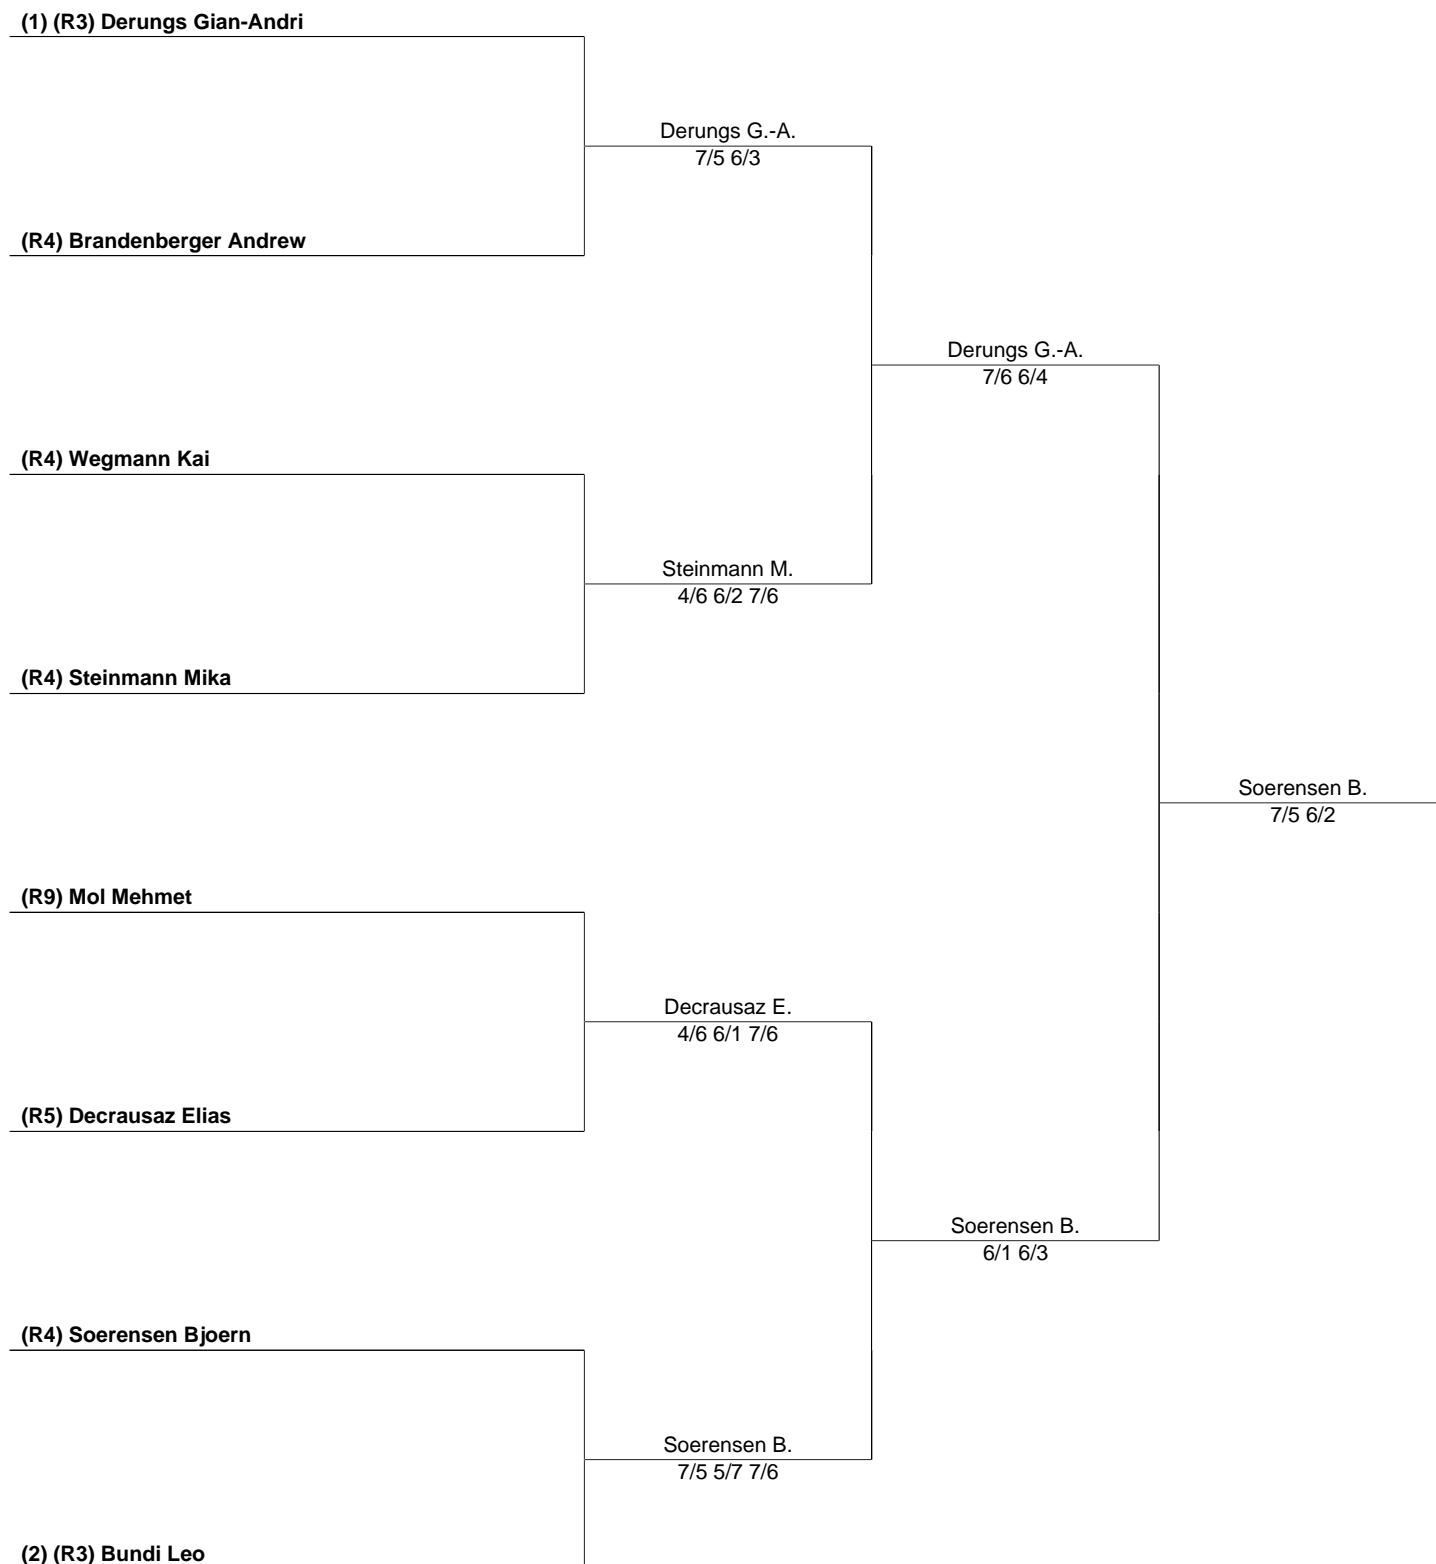 (1) (R3) Derungs Gian-Andri
Derungs G.-A.
7/5 6/3
(R4) Brandenberger Andrew
Derungs G.-A.
7/6 6/4
(R4) Wegmann Kai
Steinmann M.
4/6 6/2 7/6
(R4) Steinmann Mika
Soerensen B.
7/5 6/2
(R9) Mol Mehmet
Decrausaz E.
4/6 6/1 7/6
(R5) Decrausaz Elias
Soerensen B.
6/1 6/3
(R4) Soerensen Bjoern
Soerensen B.
7/5 5/7 7/6
(2) (R3) Bundi Leo